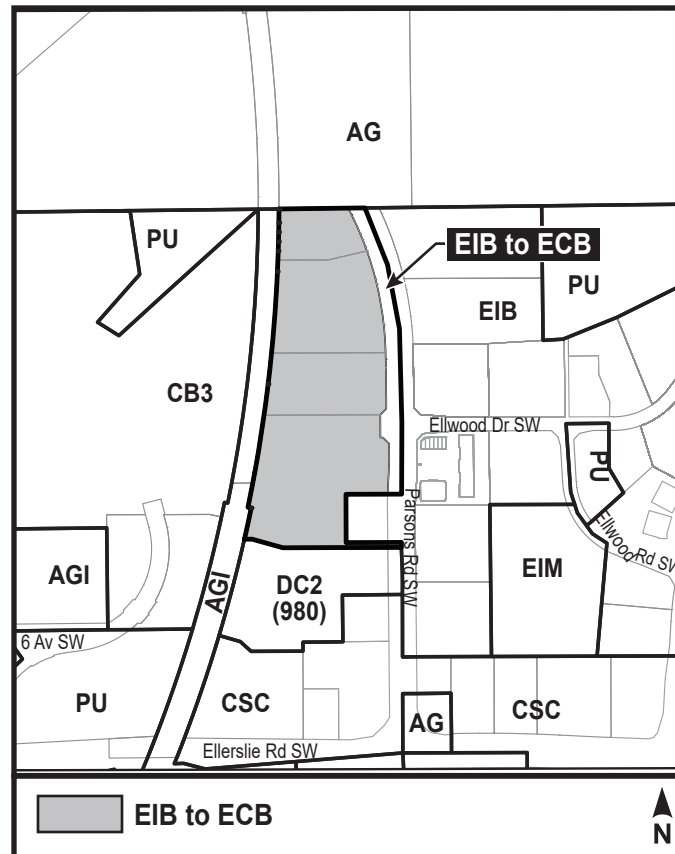 AG
PU
EIB to ECB
PU
EIB
CB3
Ellwood Dr SW
PU
Parsons Rd SW
Ellwood Rd SW
AGI
AGI
DC2
(980)
EIM
6 Av SW
PU
CSC
AG
CSC
Ellerslie Rd SW
EIB to ECB
N